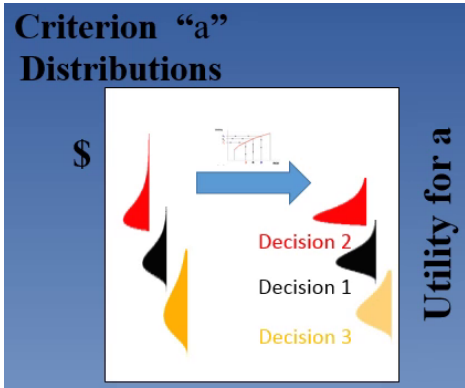 Criterion “a”
Distributions
$
Decision 2
Decision 1
Decision 3
Utility for a